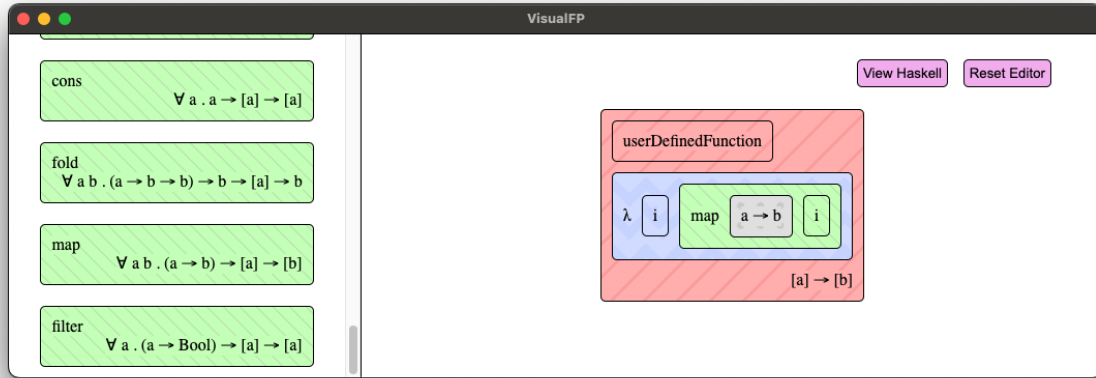 VisualFP
cons
∀ a . a → [a] → [a]
fold
∀ a b . (a → b → b) → b → [a] → b
map
∀ a b . (a → b) → [a] → [b]
filter
∀ a . (a → Bool) → [a] → [a]
View Haskell Reset Editor
userDefinedFunction
λ i map a → b i
[a] → [b]